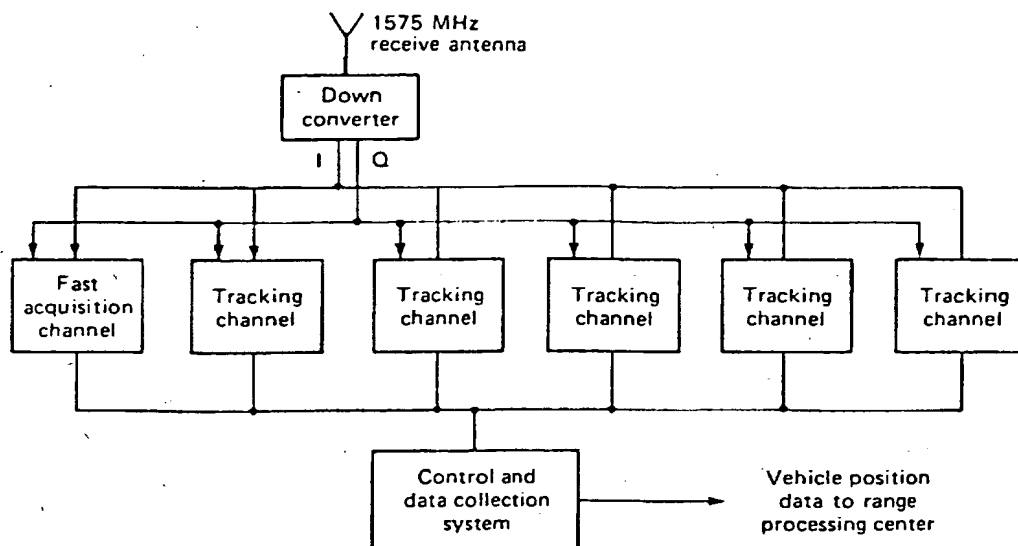 1575 MHz
receive antenna
Down
converter
I Q
Fast
acquisition
channel
Tracking
channel
Tracking
channel
Tracking
channel
Tracking
channel
Tracking
channel
Control and
data collection
system
Vehicle position
data to range
processing center